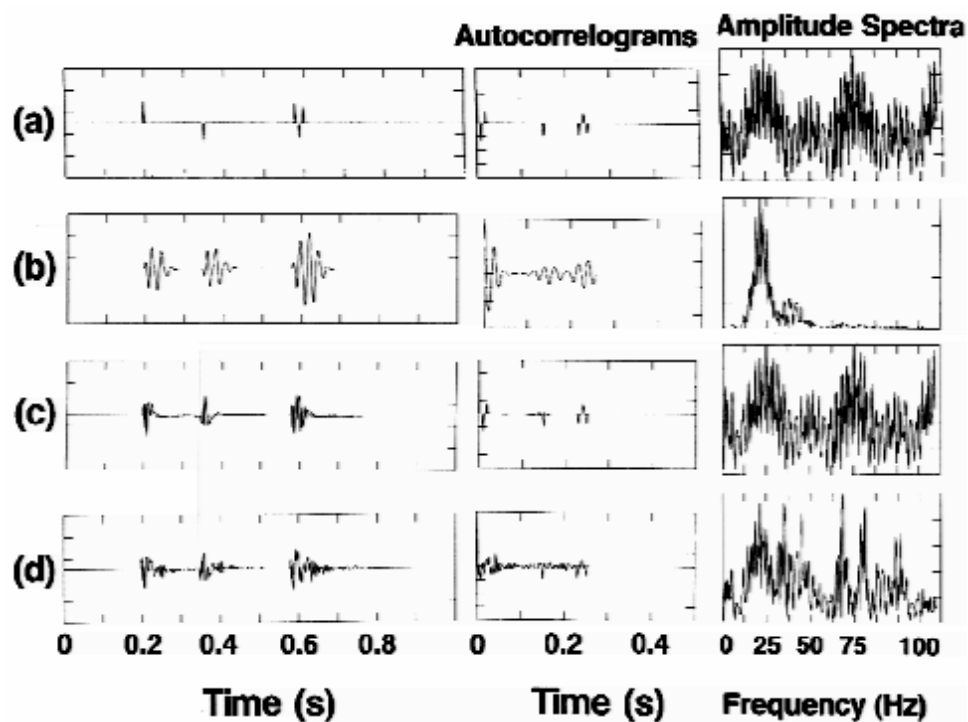 Autocorrelograms Amplitude Spectra
(a)
(b)
(c)
(d)
0 0.2 0.4 0.6 0.8 0 0.2 0.4 0 25 50 75 100
Time (s) Time (s) Frequency (Hz)